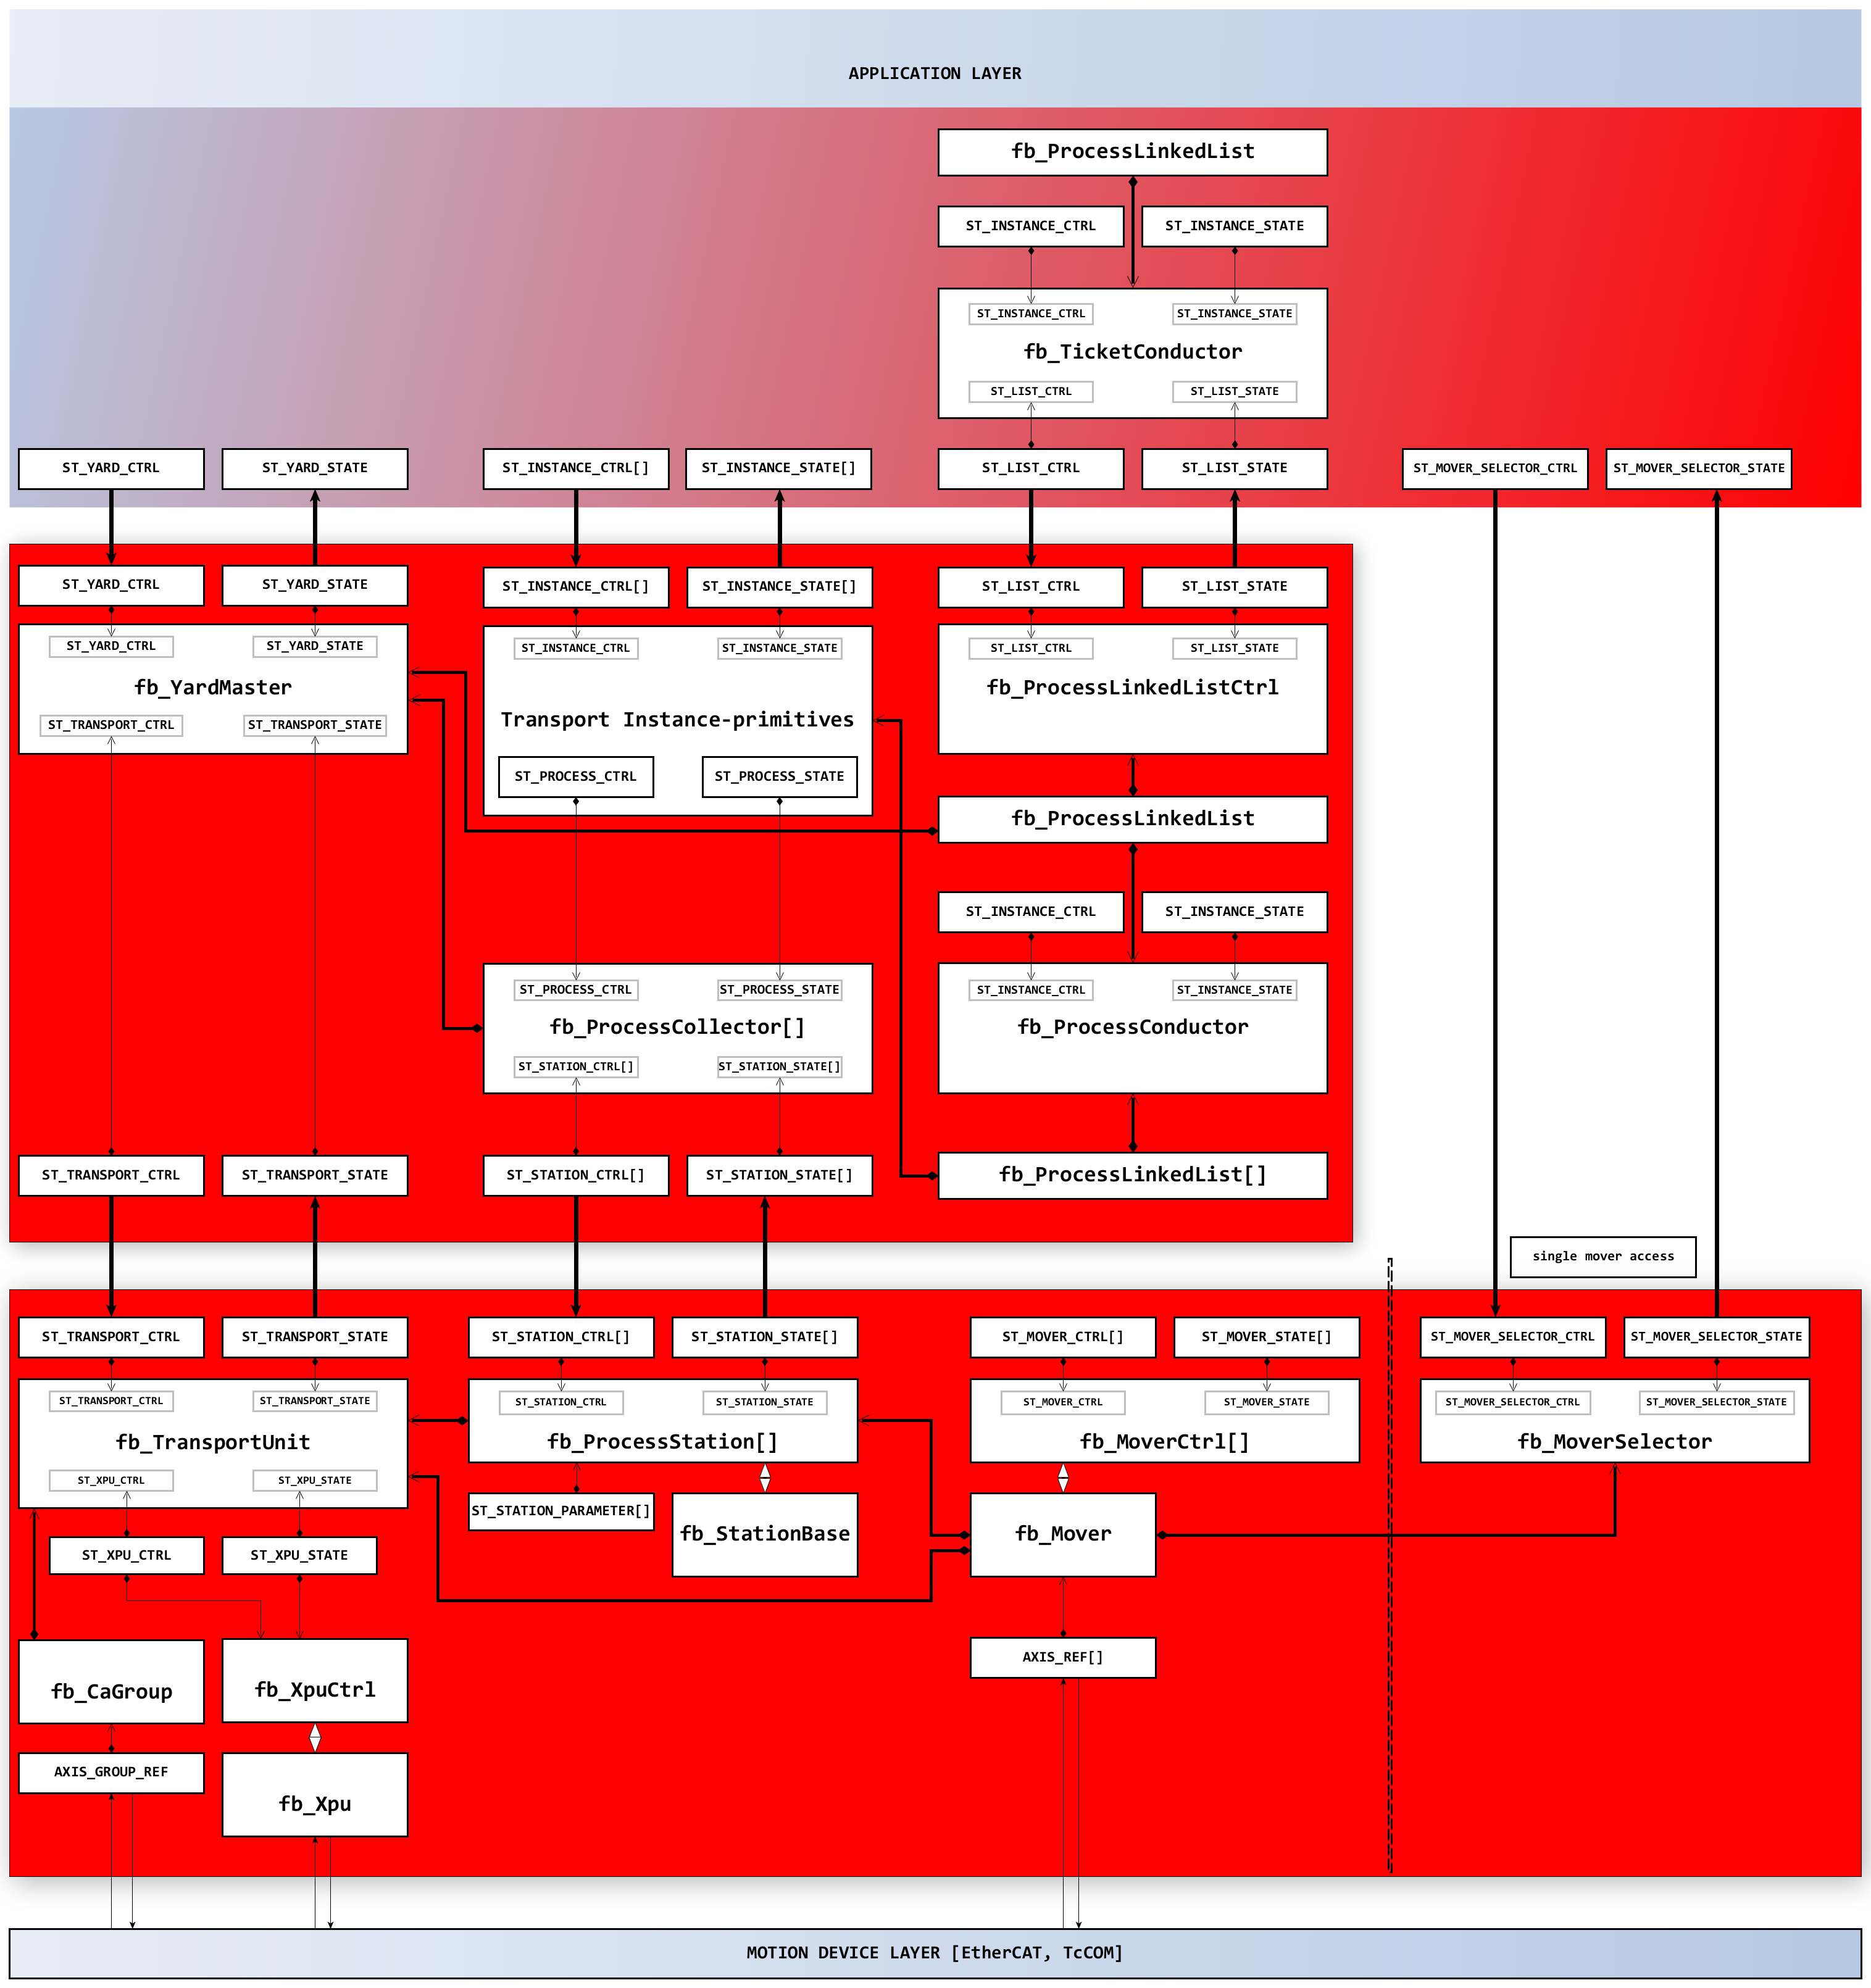 APPLICATION LAYER
fb_ProcessLinkedList
ST_INSTANCE_CTRL
ST_INSTANCE_STATE
ST_INSTANCE_CTRL
ST_INSTANCE_STATE
fb_TicketConductor
ST_LIST_CTRL
ST_LIST_STATE
ST_YARD_CTRL
ST_YARD_STATE
ST_INSTANCE_CTRL[]
ST_INSTANCE_STATE[]
ST_LIST_CTRL
ST_LIST_STATE
ST_MOVER_SELECTOR_CTRL
ST_MOVER_SELECTOR_STATE
ST_YARD_CTRL
ST_YARD_STATE
ST_INSTANCE_CTRL[]
ST_INSTANCE_STATE[]
ST_LIST_CTRL
ST_LIST_STATE
ST_YARD_CTRL
ST_YARD_STATE
ST_INSTANCE_CTRL
ST_INSTANCE_STATE
ST_LIST_CTRL
ST_LIST_STATE
fb_YardMaster
fb_ProcessLinkedListCtrl
Transport Instance-primitives
ST_TRANSPORT_CTRL
ST_TRANSPORT_STATE
ST_PROCESS_CTRL
ST_PROCESS_STATE
fb_ProcessLinkedList
ST_INSTANCE_CTRL
ST_INSTANCE_STATE
ST_PROCESS_CTRL
ST_PROCESS_STATE
ST_INSTANCE_CTRL
ST_INSTANCE_STATE
fb_ProcessCollector[]
fb_ProcessConductor
ST_STATION_CTRL[]
ST_STATION_STATE[]
ST_TRANSPORT_CTRL
ST_TRANSPORT_STATE
ST_STATION_CTRL[]
ST_STATION_STATE[]
fb_ProcessLinkedList[]
single mover access
ST_TRANSPORT_CTRL
ST_TRANSPORT_STATE
ST_STATION_CTRL[]
ST_STATION_STATE[]
ST_MOVER_CTRL[]
ST_MOVER_STATE[]
ST_MOVER_SELECTOR_CTRL
ST_MOVER_SELECTOR_STATE
ST_TRANSPORT_CTRL
ST_TRANSPORT_STATE
ST_STATION_CTRL
ST_STATION_STATE
ST_MOVER_CTRL
ST_MOVER_STATE
ST_MOVER_SELECTOR_CTRL
ST_MOVER_SELECTOR_STATE
fb_TransportUnit
fb_ProcessStation[]
fb_MoverCtrl[]
fb_MoverSelector
ST_XPU_CTRL
ST_XPU_STATE
ST_STATION_PARAMETER[]
fb_StationBase
fb_Mover
ST_XPU_CTRL
ST_XPU_STATE
AXIS_REF[]
fb_CaGroup
fb_XpuCtrl
AXIS_GROUP_REF
fb_Xpu
MOTION DEVICE LAYER [EtherCAT, TcCOM]